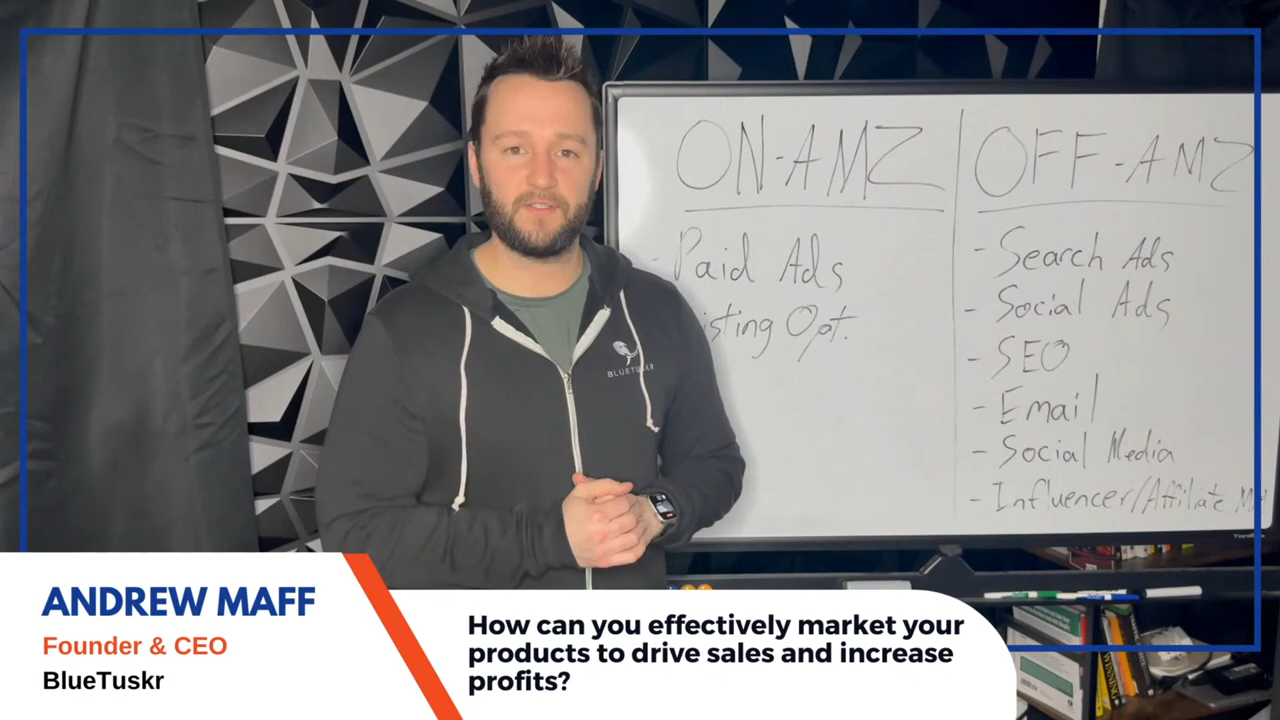 ON-AMZ
- Paid Ads
isting Opt.
OFF-AMZ
- Search Ads
- Social Ads
- SEO
- Email
- Social Media
- Influencer/Affiliate
BLUETUSKR
ANDREW MAFF
Founder & CEO
BlueTuskr
How can you effectively market your
products to drive sales and increase
profits?